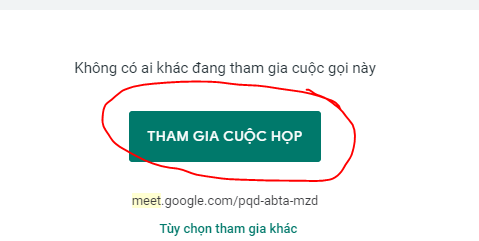 Không có ai khác đang tham gia cuộc gọi này
THAM GIA CUỘC HỌP
meet.google.com/pqd-abta-mzd
Tùy chọn tham gia khác